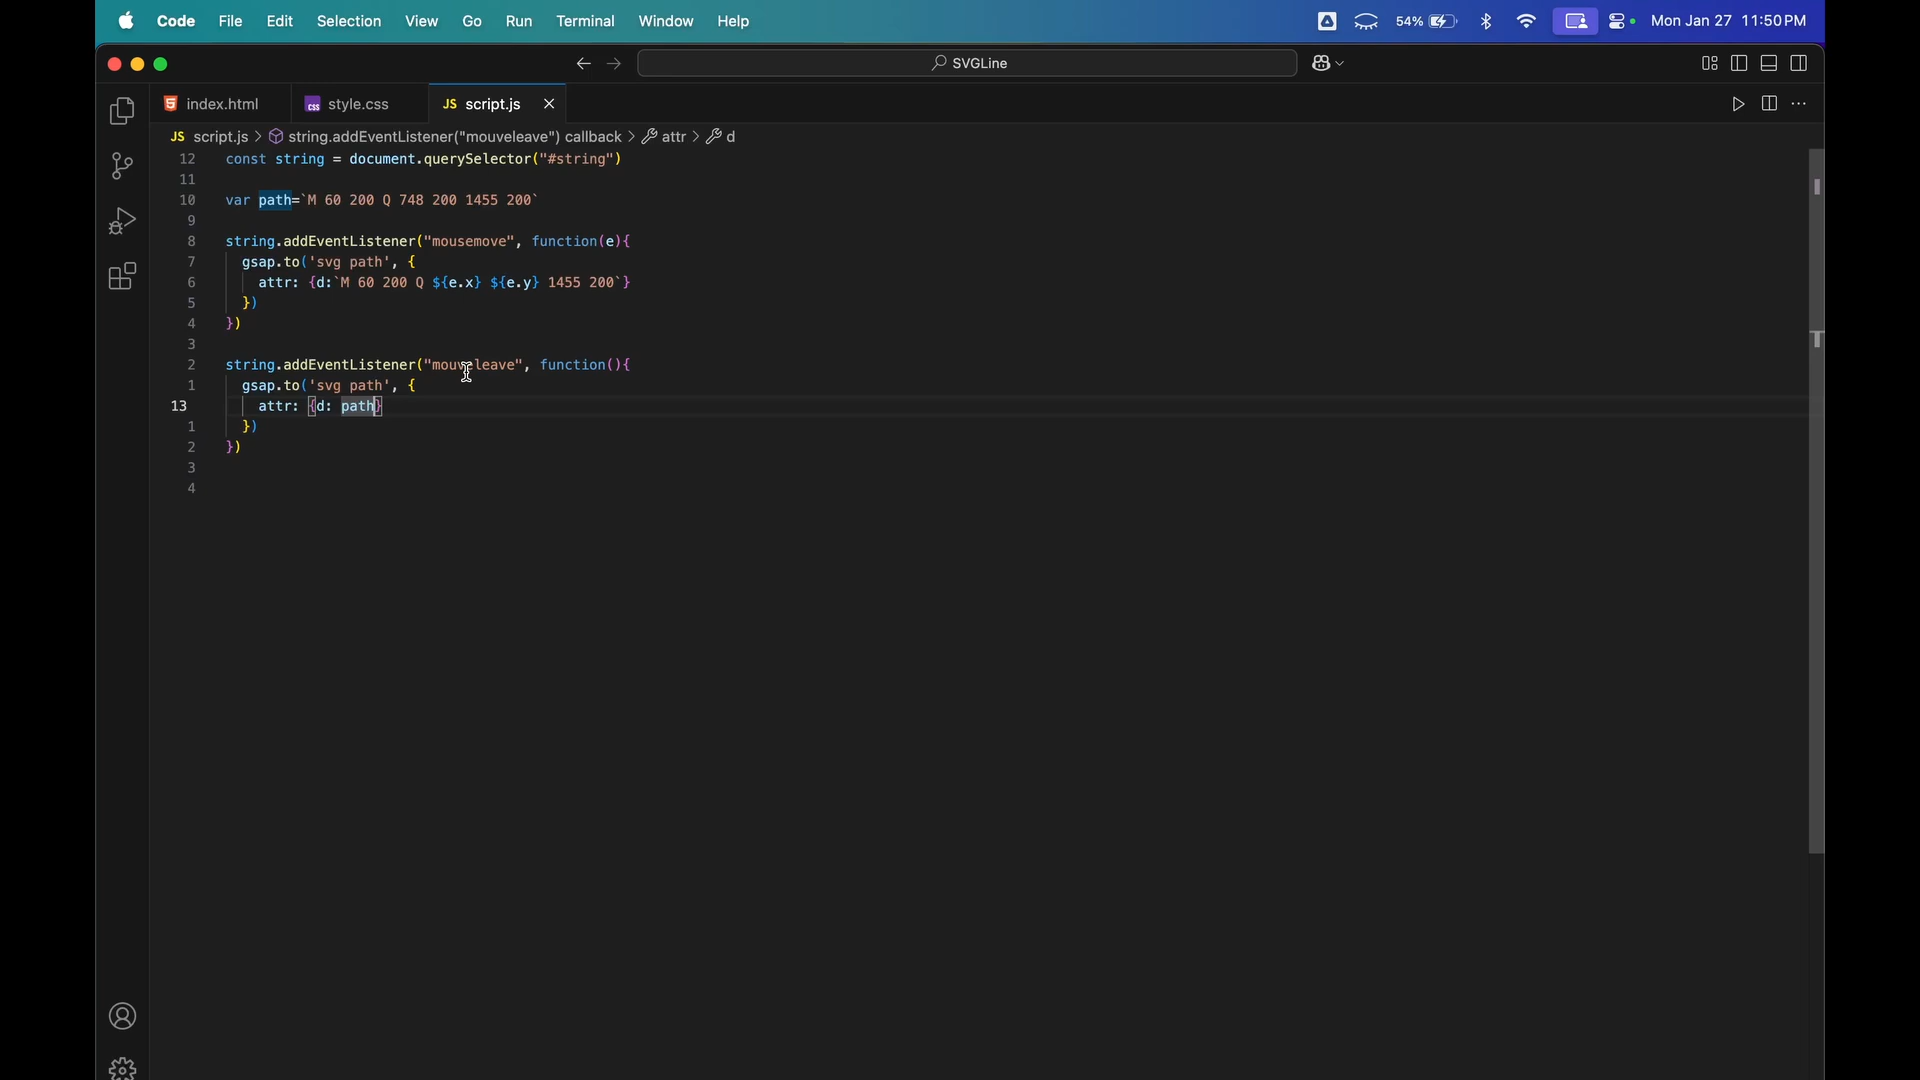 Code File Edit Selection View Go Run Terminal Window Help 54% Mon Jan 27 11:50 PM
SVGLine
index.html style.css JS script.js
JS script.js > string.addEventListener("mouveleave") callback > attr > d
12 const string = document.querySelector("#string")
11
10 var path=`M 60 200 Q 748 200 1455 200`
9
8 string.addEventListener("mousemove", function(e){
7 gsap.to('svg path', {
6 attr: {d:`M 60 200 Q ${e.x} ${e.y} 1455 200`}
5 })
4 })
3
2 string.addEventListener("mouveleave", function(){
1 gsap.to('svg path', {
13 attr: {d: path}
1 })
2 })
3
4